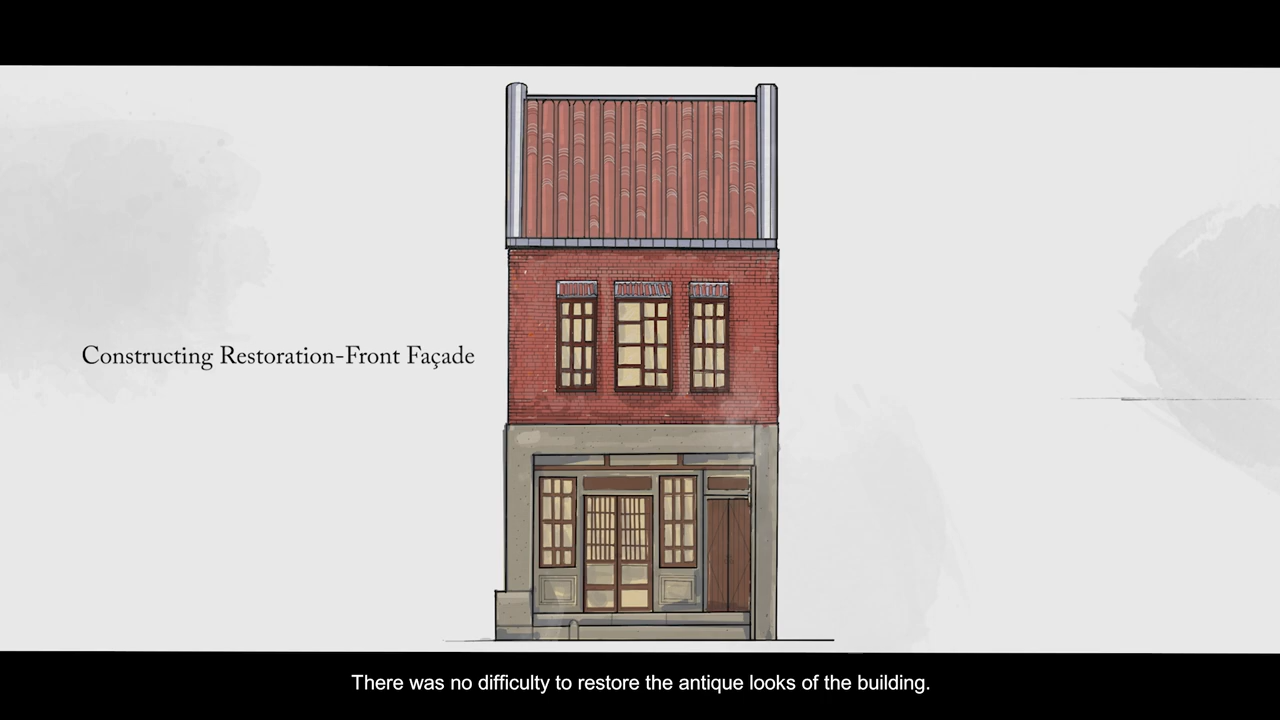 Constructing Restoration-Front Façade
There was no difficulty to restore the antique looks of the building.